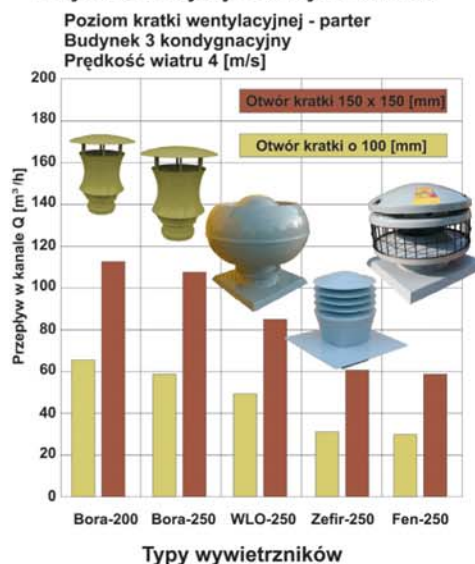 Poziom kratki wentylacyjnej - parter
Budynek 3 kondygnacyjny
Prędkość wiatru 4 [m/s]
Przepływ w kanale Q [m³/h]
200
180
160
140
120
100
80
60
40
20
0
Otwór kratki 150 x 150 [mm]
Otwór kratki o 100 [mm]
Bora-200 Bora-250 WLO-250 Zefir-250 Fen-250
Typy wywietrzników